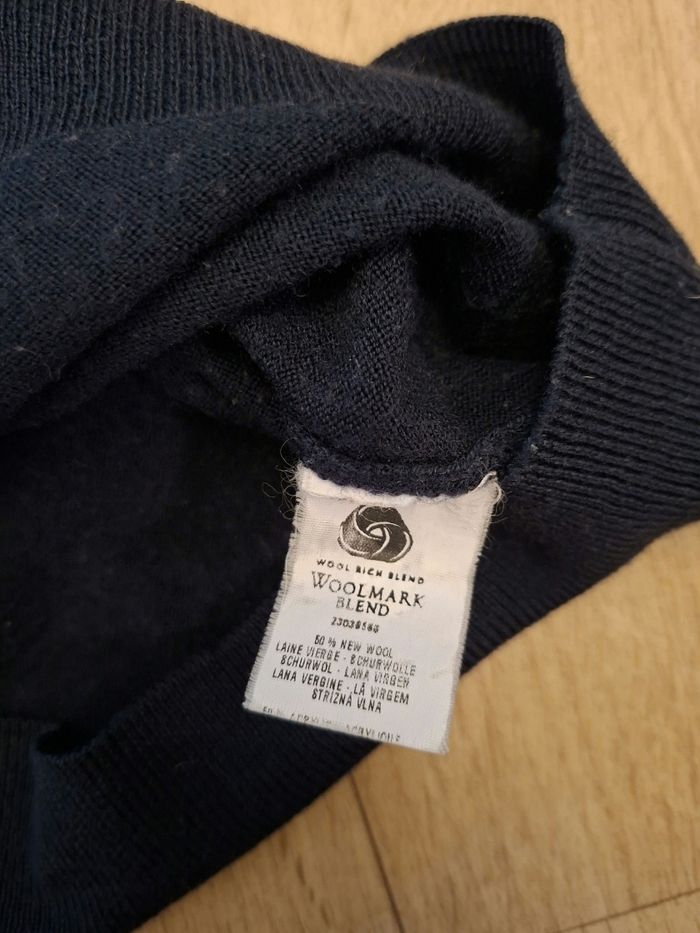 WOOL RICH BLEND
WOOLMARK
BLEND
50 % NEW WOOL
LAINE VIERGE - SCHURWOLLE
SCHURWOL - LANA VIRGEN
LANA VERGINE - LÃ VIRGEM
STRIZNA VLNA